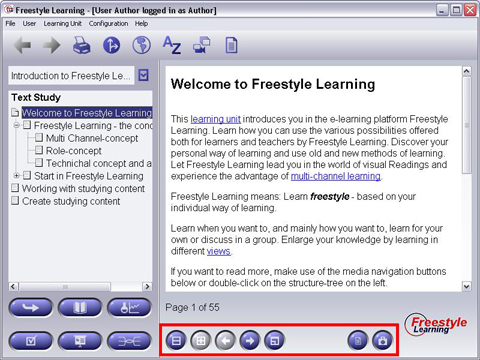 Freestyle Learning - [User Author logged in as Author]
File User Learning Unit Configuration Help
AZ
Introduction to Freestyle Le...
Text Study
Welcome to Freestyle Learning
Freestyle Learning - the conc
Multi Channel-concept
Role-concept
Technichal concept and a
Start in Freestyle Learning
Working with studying content
Create studying content
Welcome to Freestyle Learning
This learning unit introduces you in the e-learning platform Freestyle
Learning. Learn how you can use the various possibilities offered
both for learners and teachers by Freestyle Learning. Discover your
personal way of learning and use old and new methods of learning.
Let Freestyle Learning lead you in the world of visual Readings and
experience the advantage of multi-channel learning.
Freestyle Learning means: Learn freestyle - based on your
individual way of learning.
Learn when you want to, and mainly how you want to, learn for your
own or discuss in a group. Enlarge your knowledge by learning in
different views.
If you want to read more, make use of the media navigation buttons
below or double-click on the structure-tree on the left.
Page 1 of 55
Freestyle
Learning